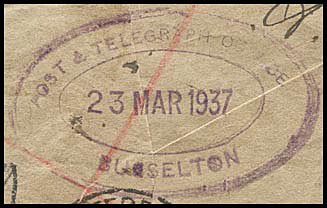 POST & TELEGRAPH OFFICE
23 MAR 1937
BUSSELTON